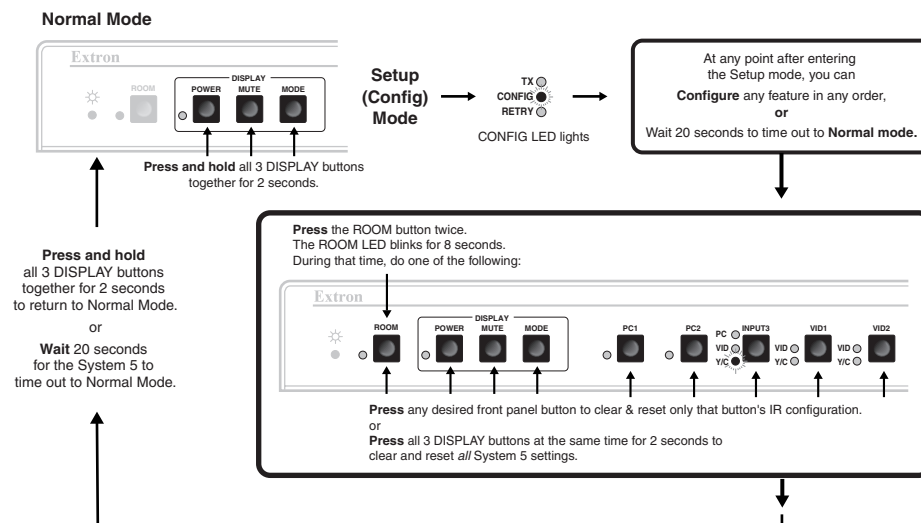 Normal Mode
Extron
ROOM
DISPLAY
POWER MUTE MODE
Press and hold all 3 DISPLAY buttons
together for 2 seconds.
Setup
(Config)
Mode
TX
CONFIG
RETRY
CONFIG LED lights
At any point after entering
the Setup mode, you can
Configure any feature in any order,
or
Wait 20 seconds to time out to Normal mode.
Press and hold
all 3 DISPLAY buttons
together for 2 seconds
to return to Normal Mode.
or
Wait 20 seconds
for the System 5 to
time out to Normal Mode.
Press the ROOM button twice.
The ROOM LED blinks for 8 seconds.
During that time, do one of the following:
Extron
ROOM
DISPLAY
POWER MUTE MODE
PC1
PC2
INPUT3
PC
VID
Y/C
VID1
VID
Y/C
VID2
VID
Y/C
Press any desired front panel button to clear & reset only that button's IR configuration.
or
Press all 3 DISPLAY buttons at the same time for 2 seconds to
clear and reset all System 5 settings.